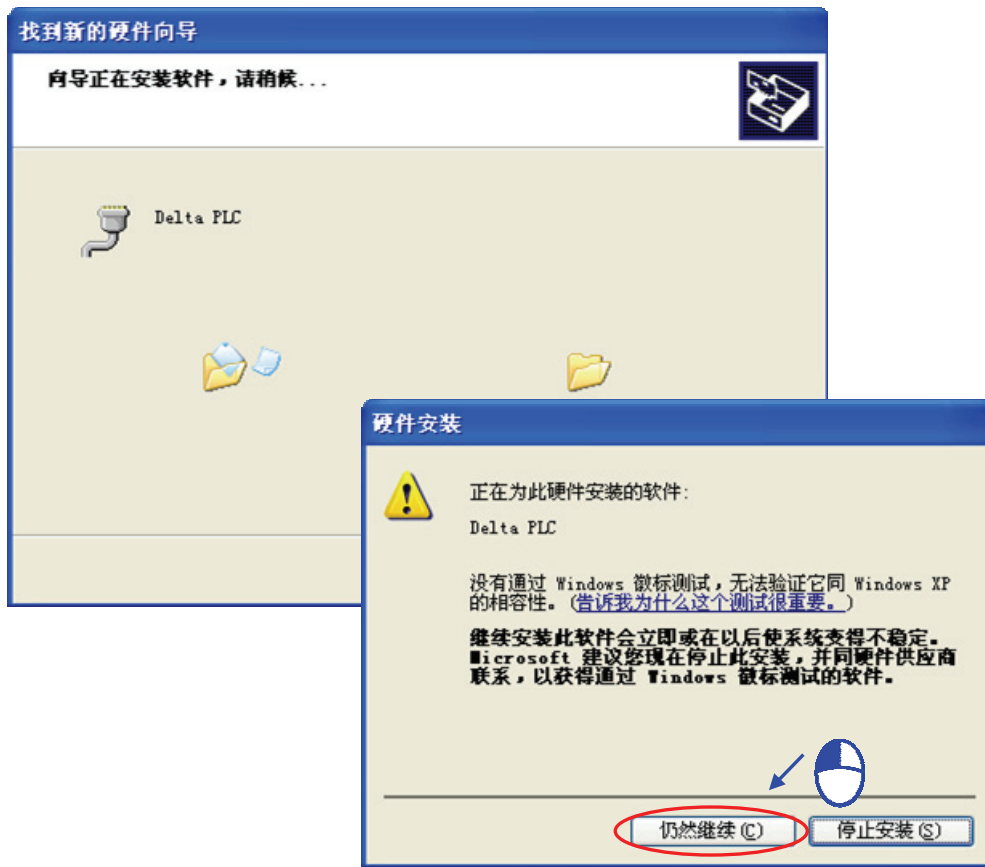 找到新的硬件向导
向导正在安装软件，请稍候...
Delta PLC
硬件安装
正在为此硬件安装的软件:
Delta PLC
没有通过 Windows 徽标测试，无法验证它同 Windows XP
的相容性。(告诉我为什么这个测试很重要。)
继续安装此软件会立即或在以后使系统变得不稳定。
Microsoft 建议您现在停止此安装，并同硬件供应商
联系，以获得通过 Windows 徽标测试的软件。
仍然继续(C)
停止安装(S)